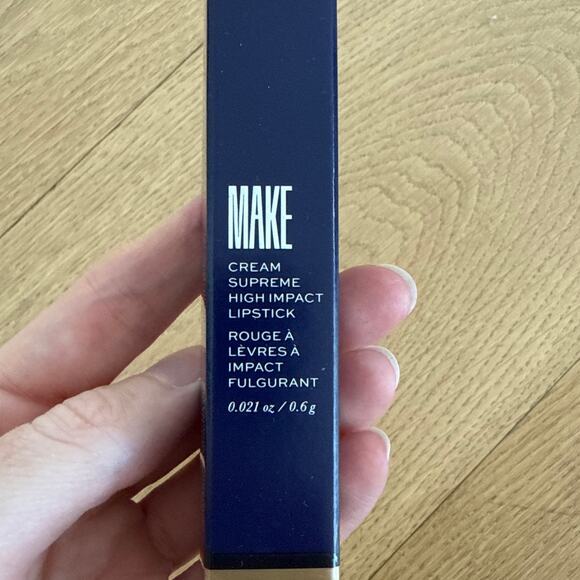 MAKE
CREAM
SUPREME
HIGH IMPACT
LIPSTICK
ROUGE À
LÈVRES À
IMPACT
FULGURANT
0.021 oz / 0.6 g